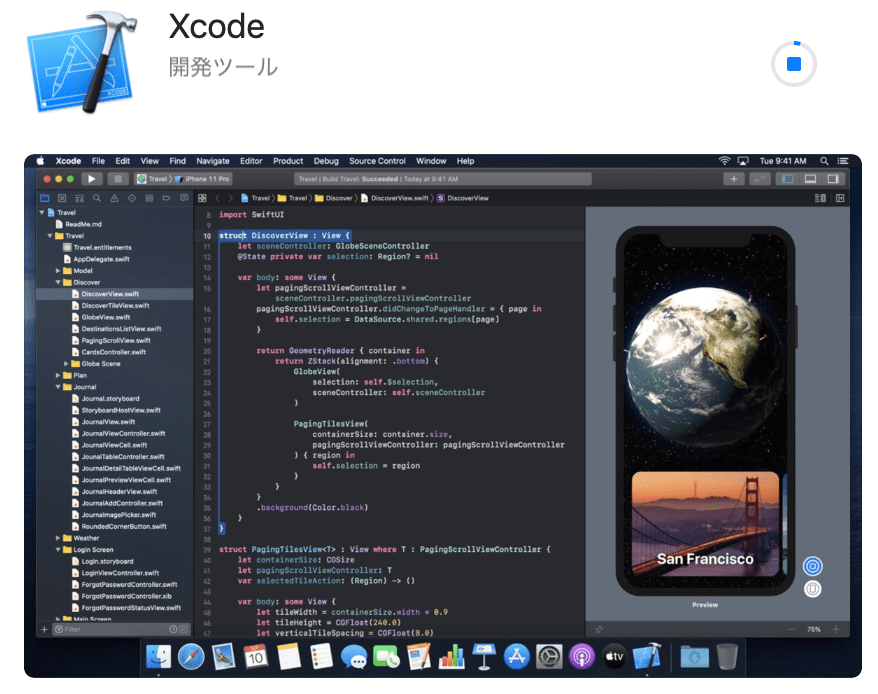 Xcode
開発ツール
Xcode File Edit View Find Navigate Editor Product Debug Source Control Window Help
Tue 9:41 AM
Travel iPhone 11 Pro
Travel | Build Travel: Succeeded | Today at 9:41 AM
Travel Travel Discover DiscoverView.swift S DiscoverView
Travel
ReadMe.md
Travel
Travel.entitlements
AppDelegate.swift
Model
Discover
DiscoverView.swift
DiscoverTileView.swift
GlobeView.swift
DestinationsListView.swift
PagingScrollView.swift
CardsController.swift
Globe Scene
Plan
Journal
Journal.storyboard
StoryboardHostView.swift
JournalView.swift
JournalViewController.swift
JournalViewCell.swift
JounalTableController.swift
JournalDetailTableViewCell.swift
JournalPreviewViewCell.swift
JournalHeaderView.swift
JournalAddController.swift
JournalmagePicker.swift
RoundedCornerButton.swift
Weather
Login Screen
Login.storyboard
LoginViewController.swift
ForgotPasswordController.swift
ForgotPasswordController.xib
ForgotPasswordStatusView.swift
Main Screen
Filter
8 import SwiftUI
9
10 struct DiscoverView : View {
11 let sceneController: GlobeSceneController
12 @State private var selection: Region? = nil
13
14 var body: some View {
15 let pagingScrollViewController =
sceneController.pagingScrollViewController
16 pagingScrollViewController.didChangeToPageHandler = { page in
17 self.selection = DataSource.shared.regions[page]
18 }
19
20 return GeometryReader { container in
21 return ZStack(alignment: .bottom) {
22 GlobeView(
23 selection: self.$selection,
24 sceneController: self.sceneController
25 )
26
27 PagingTilesView(
28 containerSize: container.size,
29 pagingScrollViewController: pagingScrollViewController
30 ) { region in
31 self.selection = region
32 }
33 }
34 }
35 .background(Color.black)
36 }
37 }
38
39 struct PagingTilesView<T> : View where T : PagingScrollViewController {
40 let containerSize: CGSize
41 let pagingScrollViewController: T
42 var selectedTileAction: (Region) -> ()
43
44 var body: some View {
45 let tileWidth = containerSize.width * 0.9
46 let tileHeight = CGFloat(240.0)
47 let verticalTileSpacing = CGFloat(8.0)
San Francisco
Preview
75%
10
tv